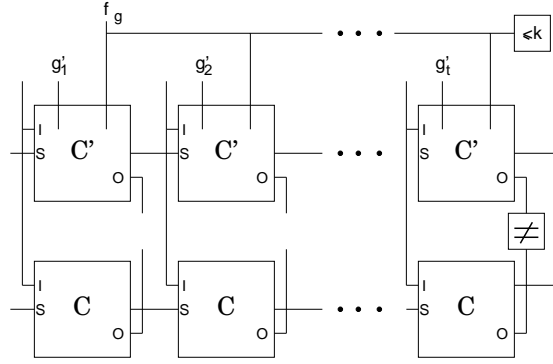 f g
⩽k
g'1 g'2 g't
I I I
S C' S C' S C'
O O O
≠
I I I
S C S C S C
O O O